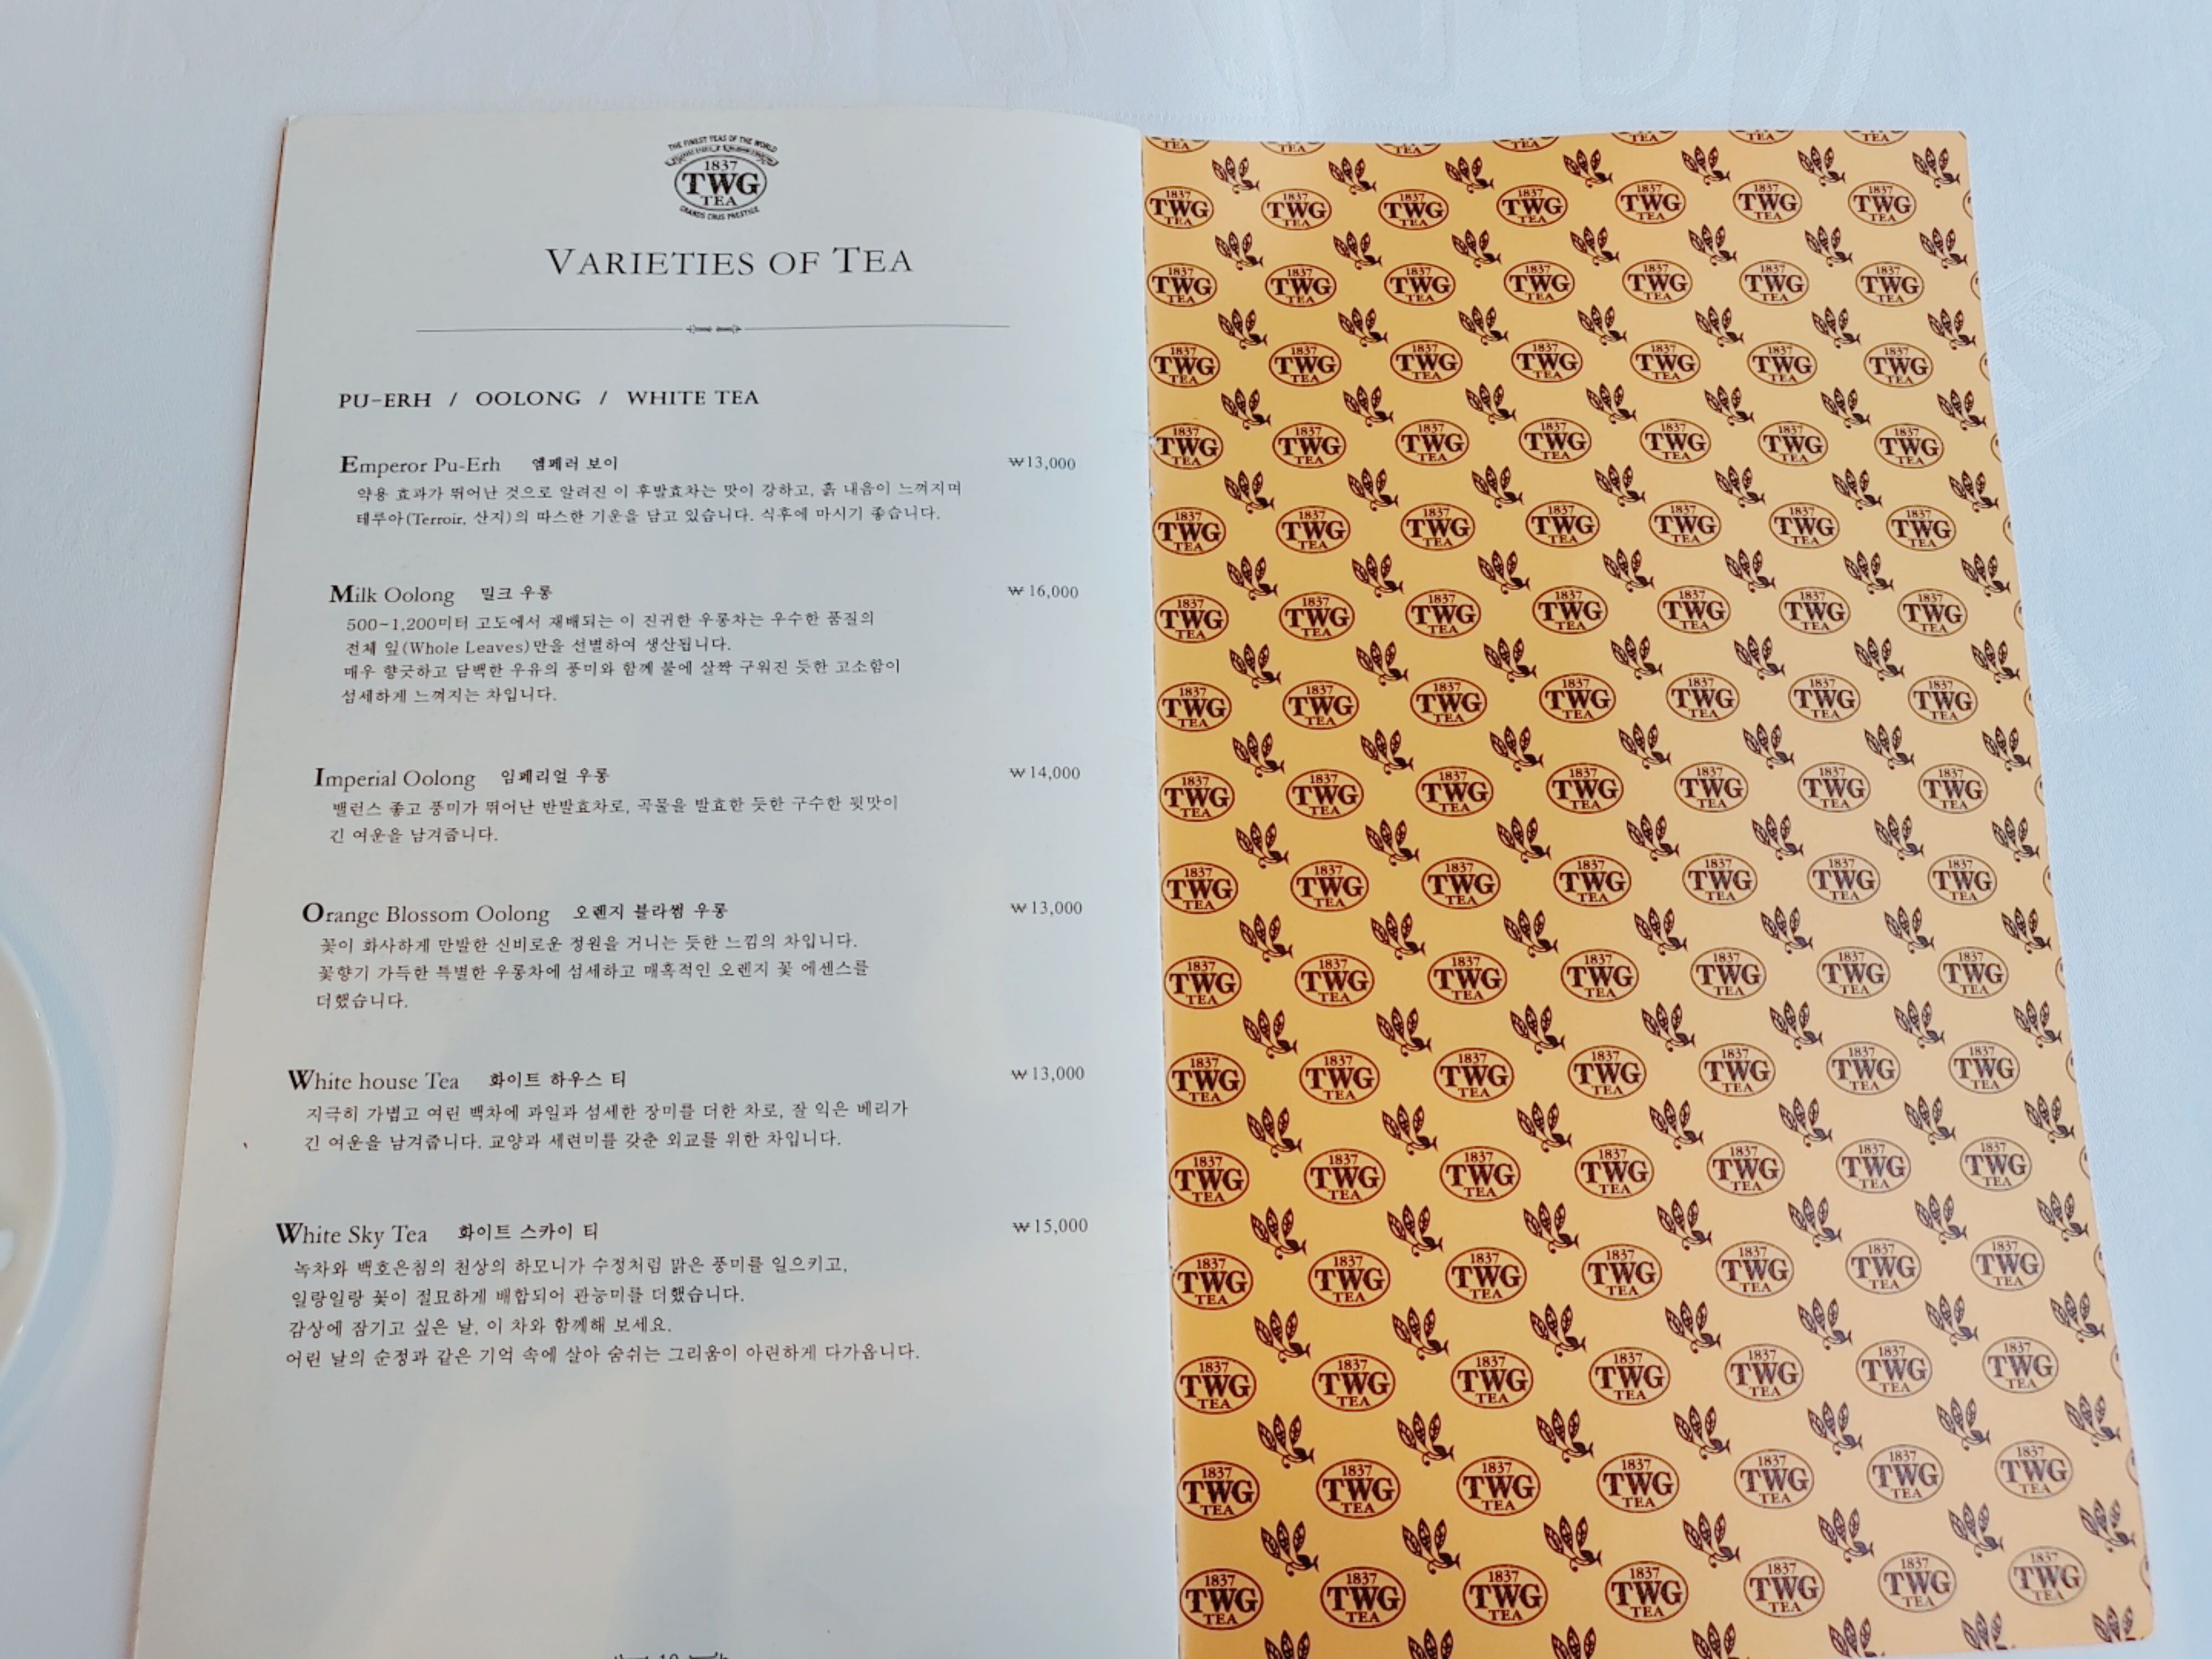 THE FINEST TEAS OF THE WORLD
1837
TWG
TEA
GRANDS CRUS PRESTIGE
VARIETIES OF TEA
PU-ERH / OOLONG / WHITE TEA
Emperor Pu-Erh 엠페러 보이 ₩13,000
약용 효과가 뛰어난 것으로 알려진 이 후발효차는 맛이 강하고, 흙 내음이 느껴지며
테루아(Terroir, 산지)의 따스한 기운을 담고 있습니다. 식후에 마시기 좋습니다.
Milk Oolong 밀크 우롱 ₩16,000
500~1,200미터 고도에서 재배되는 이 진귀한 우롱차는 우수한 품질의
전체 잎(Whole Leaves)만을 선별하여 생산됩니다.
매우 향긋하고 담백한 우유의 풍미와 함께 불에 살짝 구워진 듯한 고소함이
섬세하게 느껴지는 차입니다.
Imperial Oolong 임페리얼 우롱 ₩14,000
밸런스 좋고 풍미가 뛰어난 반발효차로, 곡물을 발효한 듯한 구수한 뒷맛이
긴 여운을 남겨줍니다.
Orange Blossom Oolong 오렌지 블라썸 우롱 ₩13,000
꽃이 화사하게 만발한 신비로운 정원을 거니는 듯한 느낌의 차입니다.
꽃향기 가득한 특별한 우롱차에 섬세하고 매혹적인 오렌지 꽃 에센스를
더했습니다.
White house Tea 화이트 하우스 티 ₩13,000
지극히 가볍고 여린 백차에 과일과 섬세한 장미를 더한 차로, 잘 익은 베리가
긴 여운을 남겨줍니다. 교양과 세련미를 갖춘 외교를 위한 차입니다.
White Sky Tea 화이트 스카이 티 ₩15,000
녹차와 백호은침의 천상의 하모니가 수정처럼 맑은 풍미를 일으키고,
일랑일랑 꽃이 절묘하게 배합되어 관능미를 더했습니다.
감상에 잠기고 싶은 날, 이 차와 함께해 보세요.
어린 날의 순정과 같은 기억 속에 살아 숨쉬는 그리움이 아련하게 다가옵니다.
1837
TWG
TEA